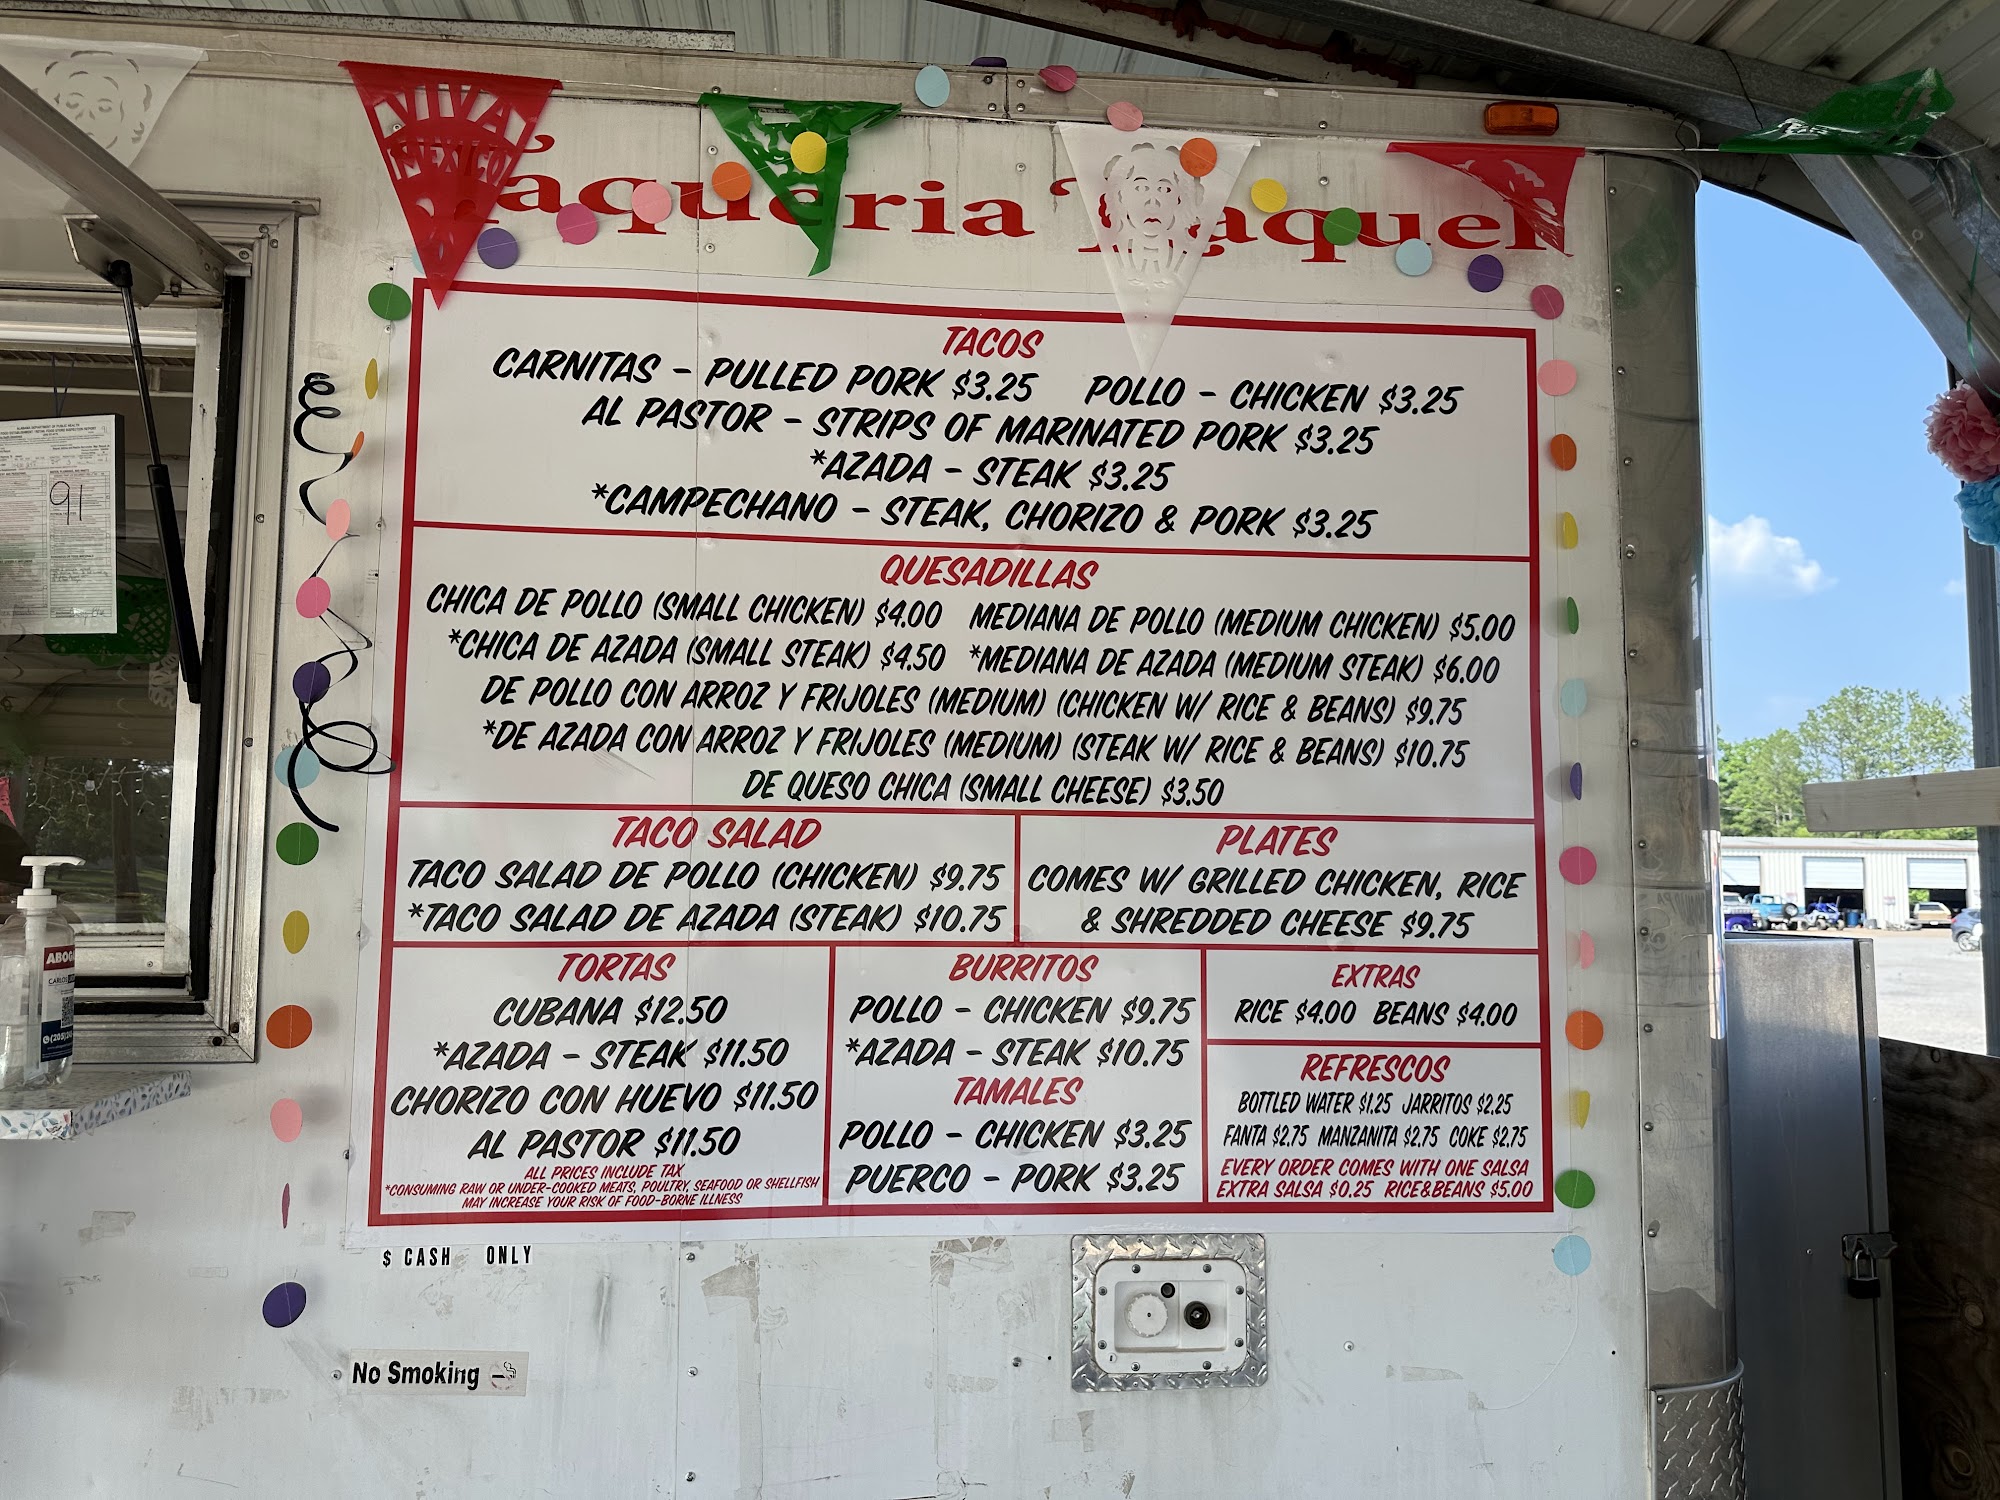 VIVA MEXICO
Taqueria Raquel
TACOS
CARNITAS - PULLED PORK $3.25 POLLO - CHICKEN $3.25
AL PASTOR - STRIPS OF MARINATED PORK $3.25
*AZADA - STEAK $3.25
*CAMPECHANO - STEAK, CHORIZO & PORK $3.25
QUESADILLAS
CHICA DE POLLO (SMALL CHICKEN) $4.00 MEDIANA DE POLLO (MEDIUM CHICKEN) $5.00
*CHICA DE AZADA (SMALL STEAK) $4.50 *MEDIANA DE AZADA (MEDIUM STEAK) $6.00
DE POLLO CON ARROZ Y FRIJOLES (MEDIUM) (CHICKEN W/ RICE & BEANS) $9.75
*DE AZADA CON ARROZ Y FRIJOLES (MEDIUM) (STEAK W/ RICE & BEANS) $10.75
DE QUESO CHICA (SMALL CHEESE) $3.50
TACO SALAD
TACO SALAD DE POLLO (CHICKEN) $9.75
*TACO SALAD DE AZADA (STEAK) $10.75
PLATES
COMES W/ GRILLED CHICKEN, RICE
& SHREDDED CHEESE $9.75
TORTAS
CUBANA $12.50
*AZADA - STEAK $11.50
CHORIZO CON HUEVO $11.50
AL PASTOR $11.50
ALL PRICES INCLUDE TAX
*CONSUMING RAW OR UNDER-COOKED MEATS, POULTRY, SEAFOOD OR SHELLFISH
MAY INCREASE YOUR RISK OF FOOD-BORNE ILLNESS
BURRITOS
POLLO - CHICKEN $9.75
*AZADA - STEAK $10.75
TAMALES
POLLO - CHICKEN $3.25
PUERCO - PORK $3.25
EXTRAS
RICE $4.00 BEANS $4.00
REFRESCOS
BOTTLED WATER $1.25 JARRITOS $2.25
FANTA $2.75 MANZANITA $2.75 COKE $2.75
EVERY ORDER COMES WITH ONE SALSA
EXTRA SALSA $0.25 RICE&BEANS $5.00
$ CASH ONLY
No Smoking
91
CARLOS